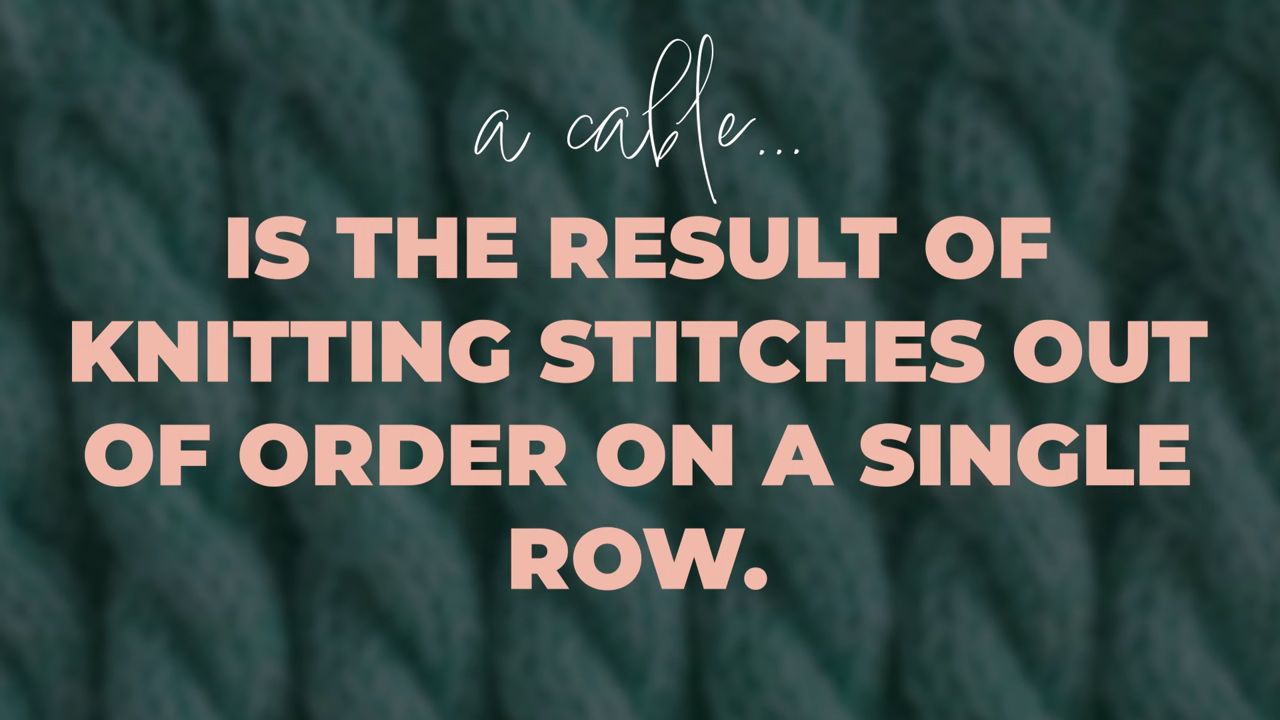 a cable...
IS THE RESULT OF
KNITTING STITCHES OUT
OF ORDER ON A SINGLE
ROW.